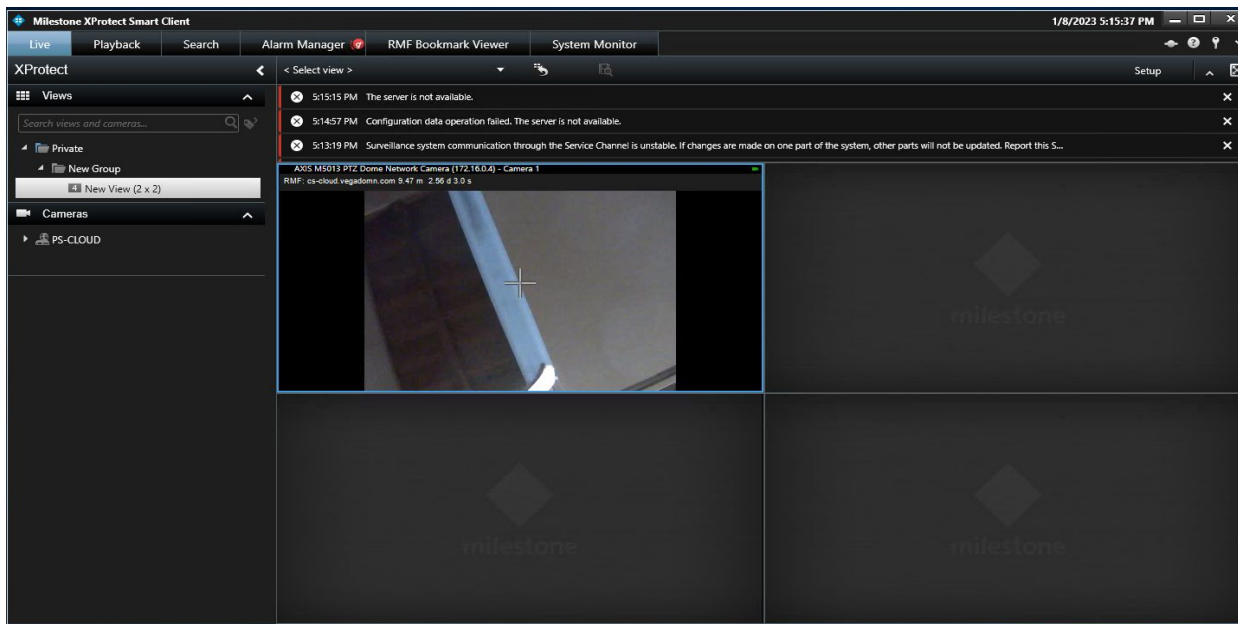 Milestone XProtect Smart Client
1/8/2023 5:15:37 PM
Live Playback Search Alarm Manager RMF Bookmark Viewer System Monitor
XProtect
< Select view >
Setup
Views
Search views and cameras...
Private
New Group
4 New View (2 x 2)
Cameras
PS-CLOUD
5:15:15 PM The server is not available.
5:14:57 PM Configuration data operation failed. The server is not available.
5:13:19 PM Surveillance system communication through the Service Channel is unstable. If changes are made on one part of the system, other parts will not be updated. Report this S...
AXIS M5013 PTZ Dome Network Camera (172.16.0.4) - Camera 1
RMF: cs-cloud.vegadomn.com 9.47 m 2.56 d 3.0 s
milestone
milestone
milestone